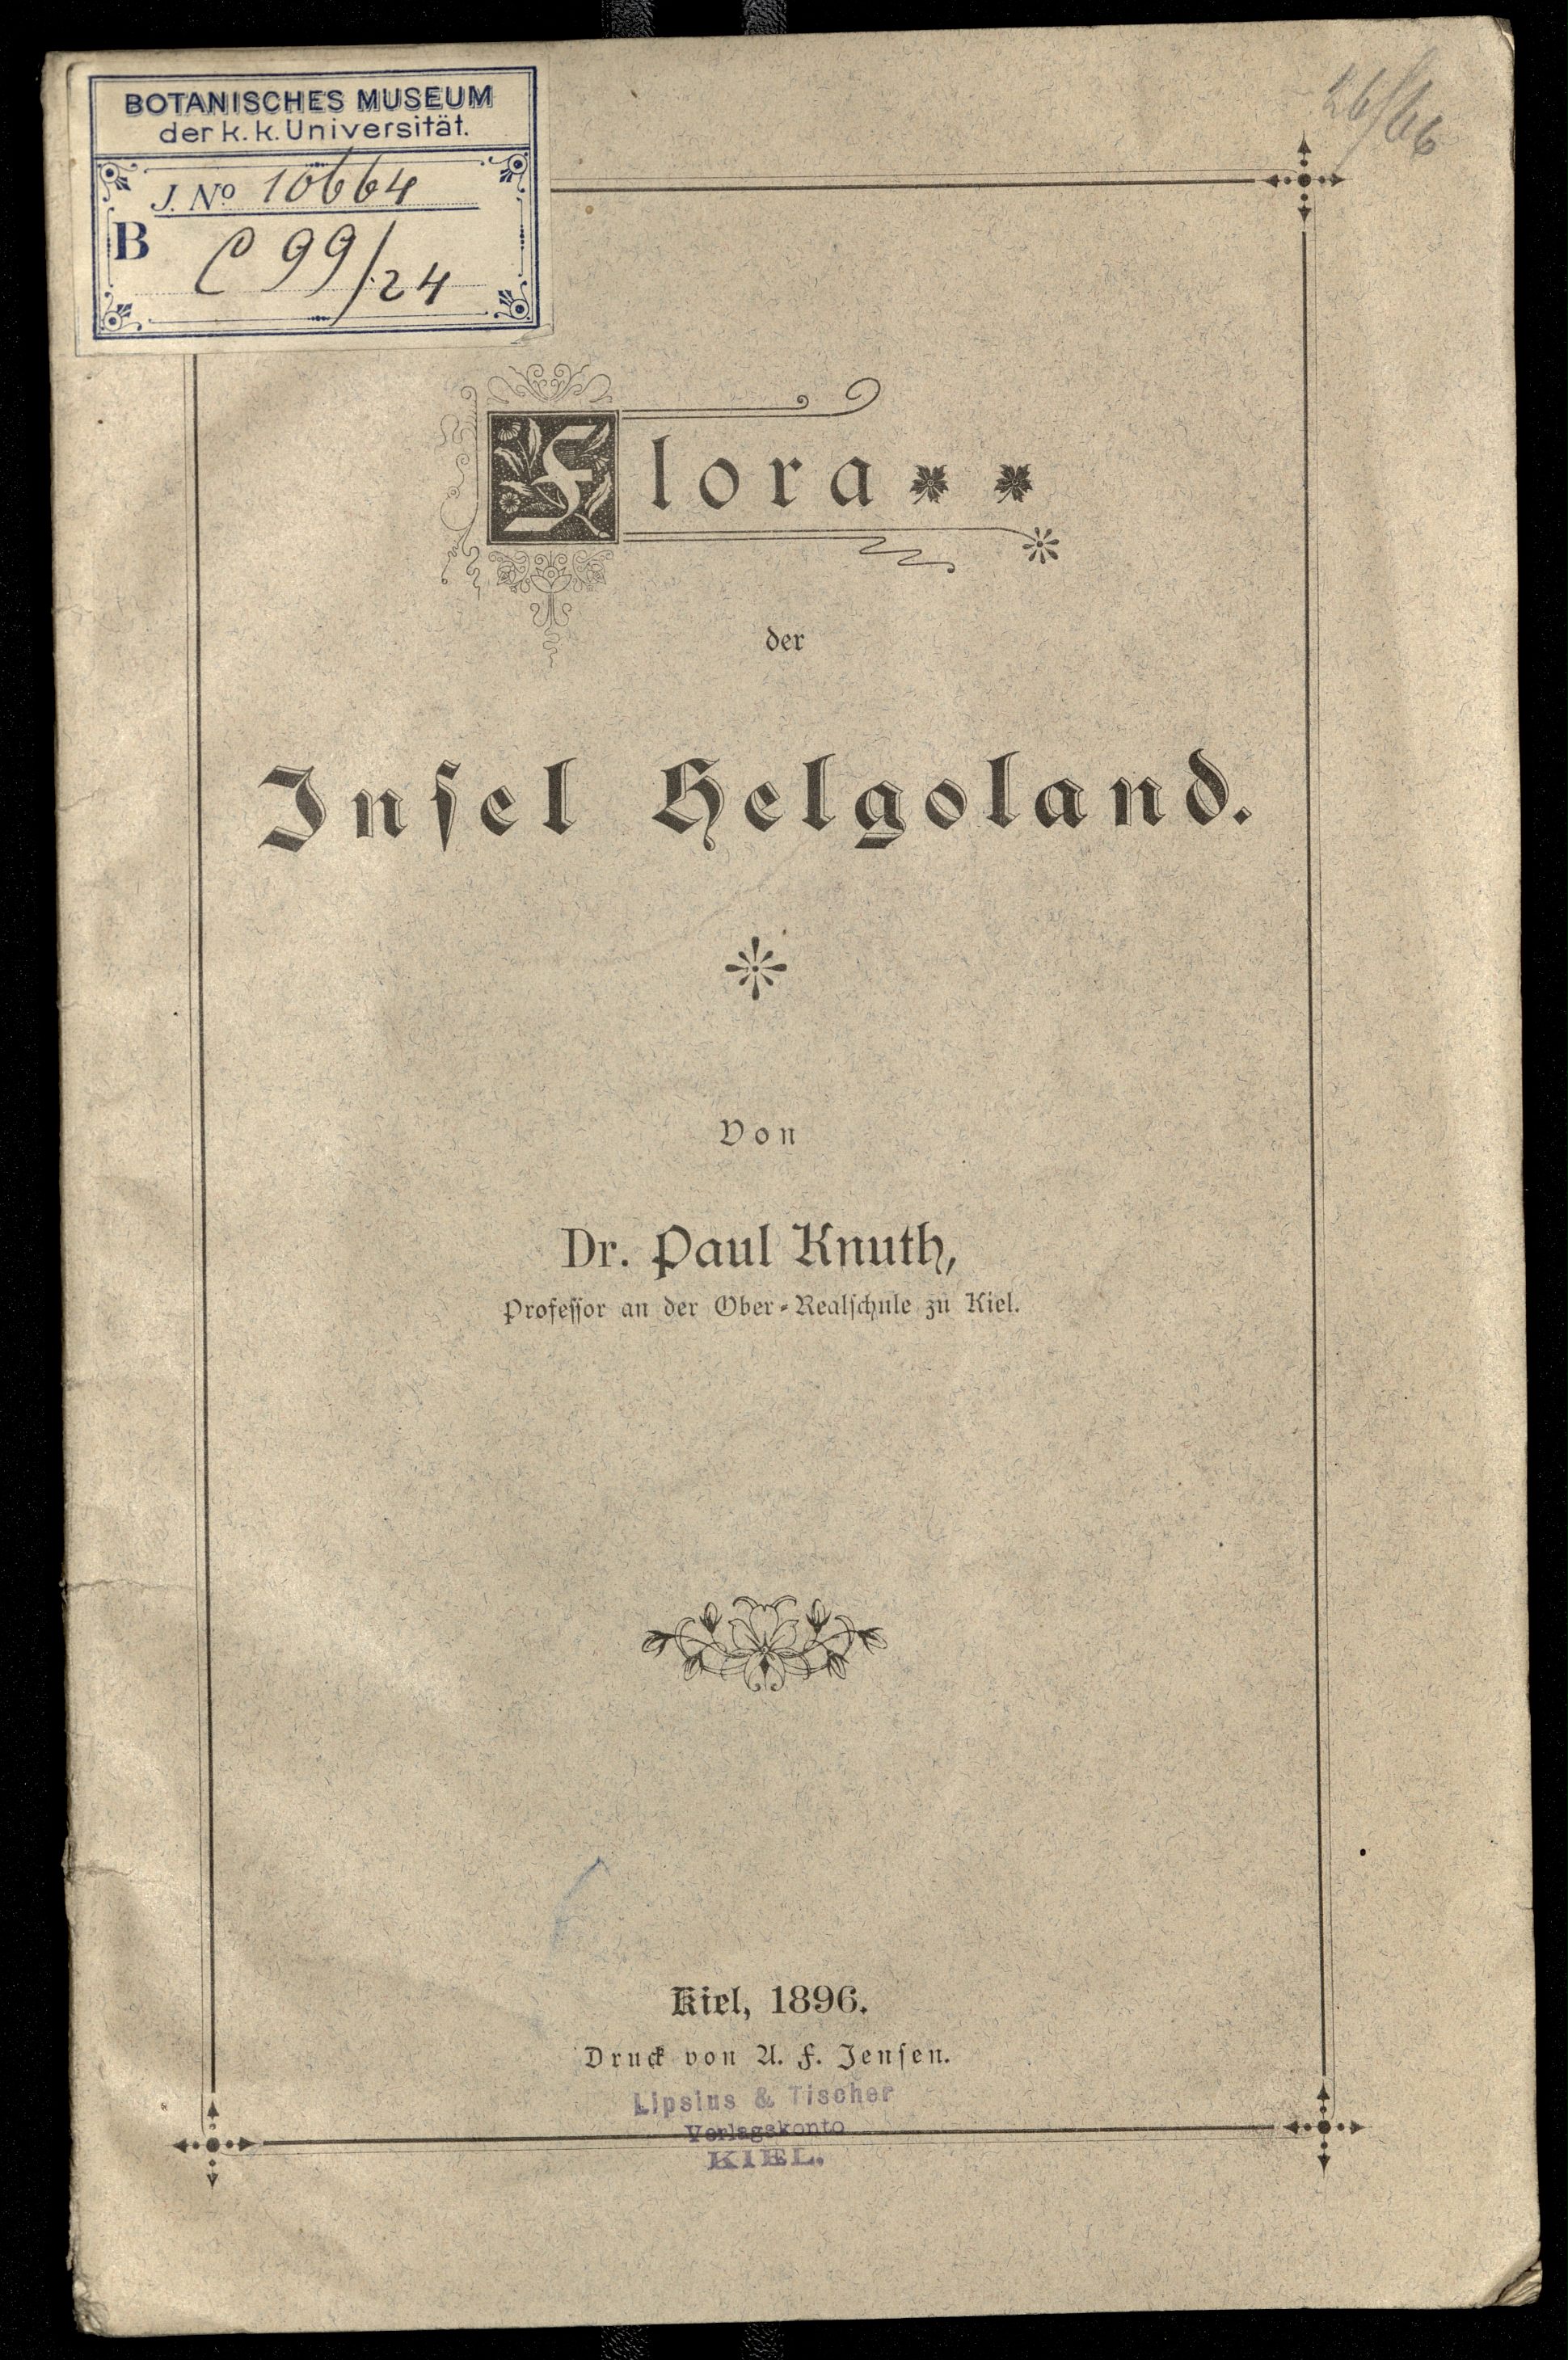 BOTANISCHES MUSEUM
der k. k. Universität.
J. No 10664
B
C 99/24
26/66
Flora
der
Insel Helgoland.
Von
Dr. Paul Knuth,
Professor an der Ober-Realschule zu Kiel.
Kiel, 1896.
Druck von A. F. Jensen.
Lipsius & Tischer
Verlagskonto
KIEL.